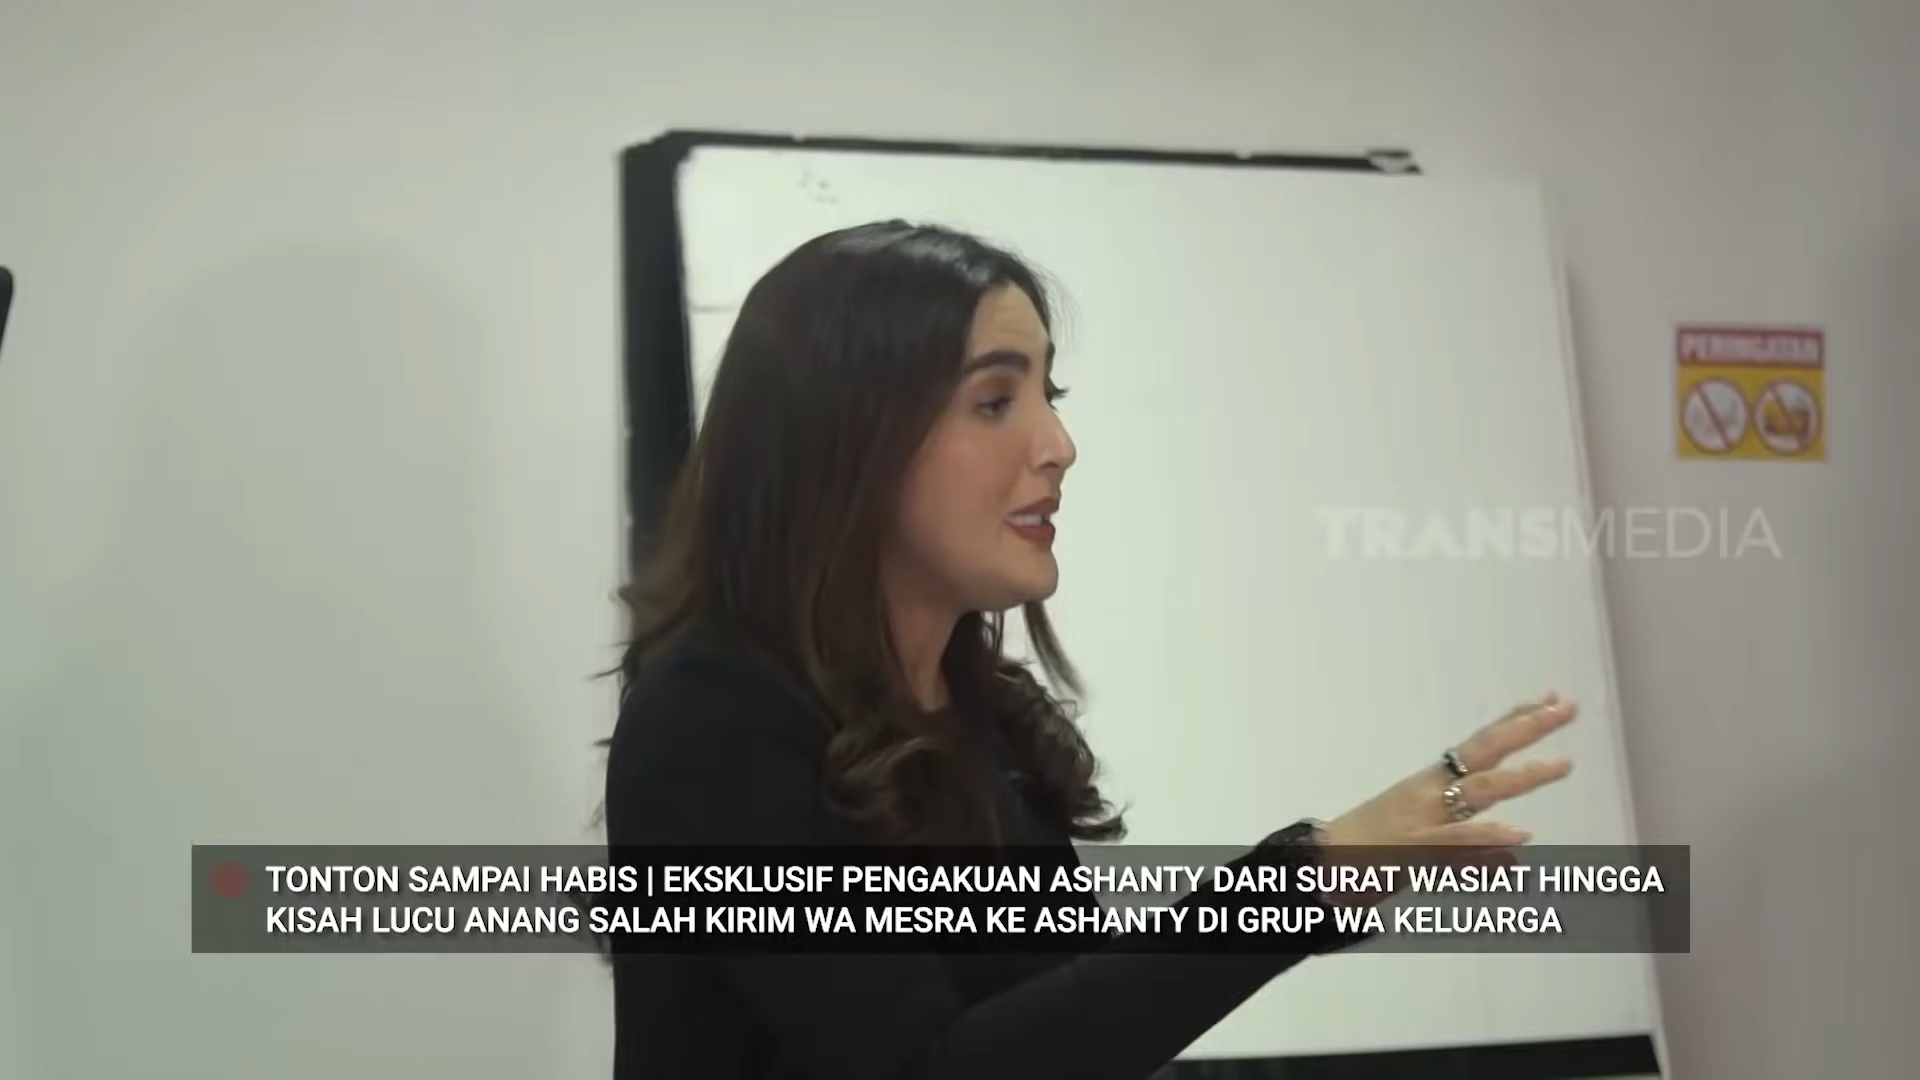 PERINGATAN
TRANSMEDIA
TONTON SAMPAI HABIS | EKSKLUSIF PENGAKUAN ASHANTY DARI SURAT WASIAT HINGGA
KISAH LUCU ANANG SALAH KIRIM WA MESRA KE ASHANTY DI GRUP WA KELUARGA